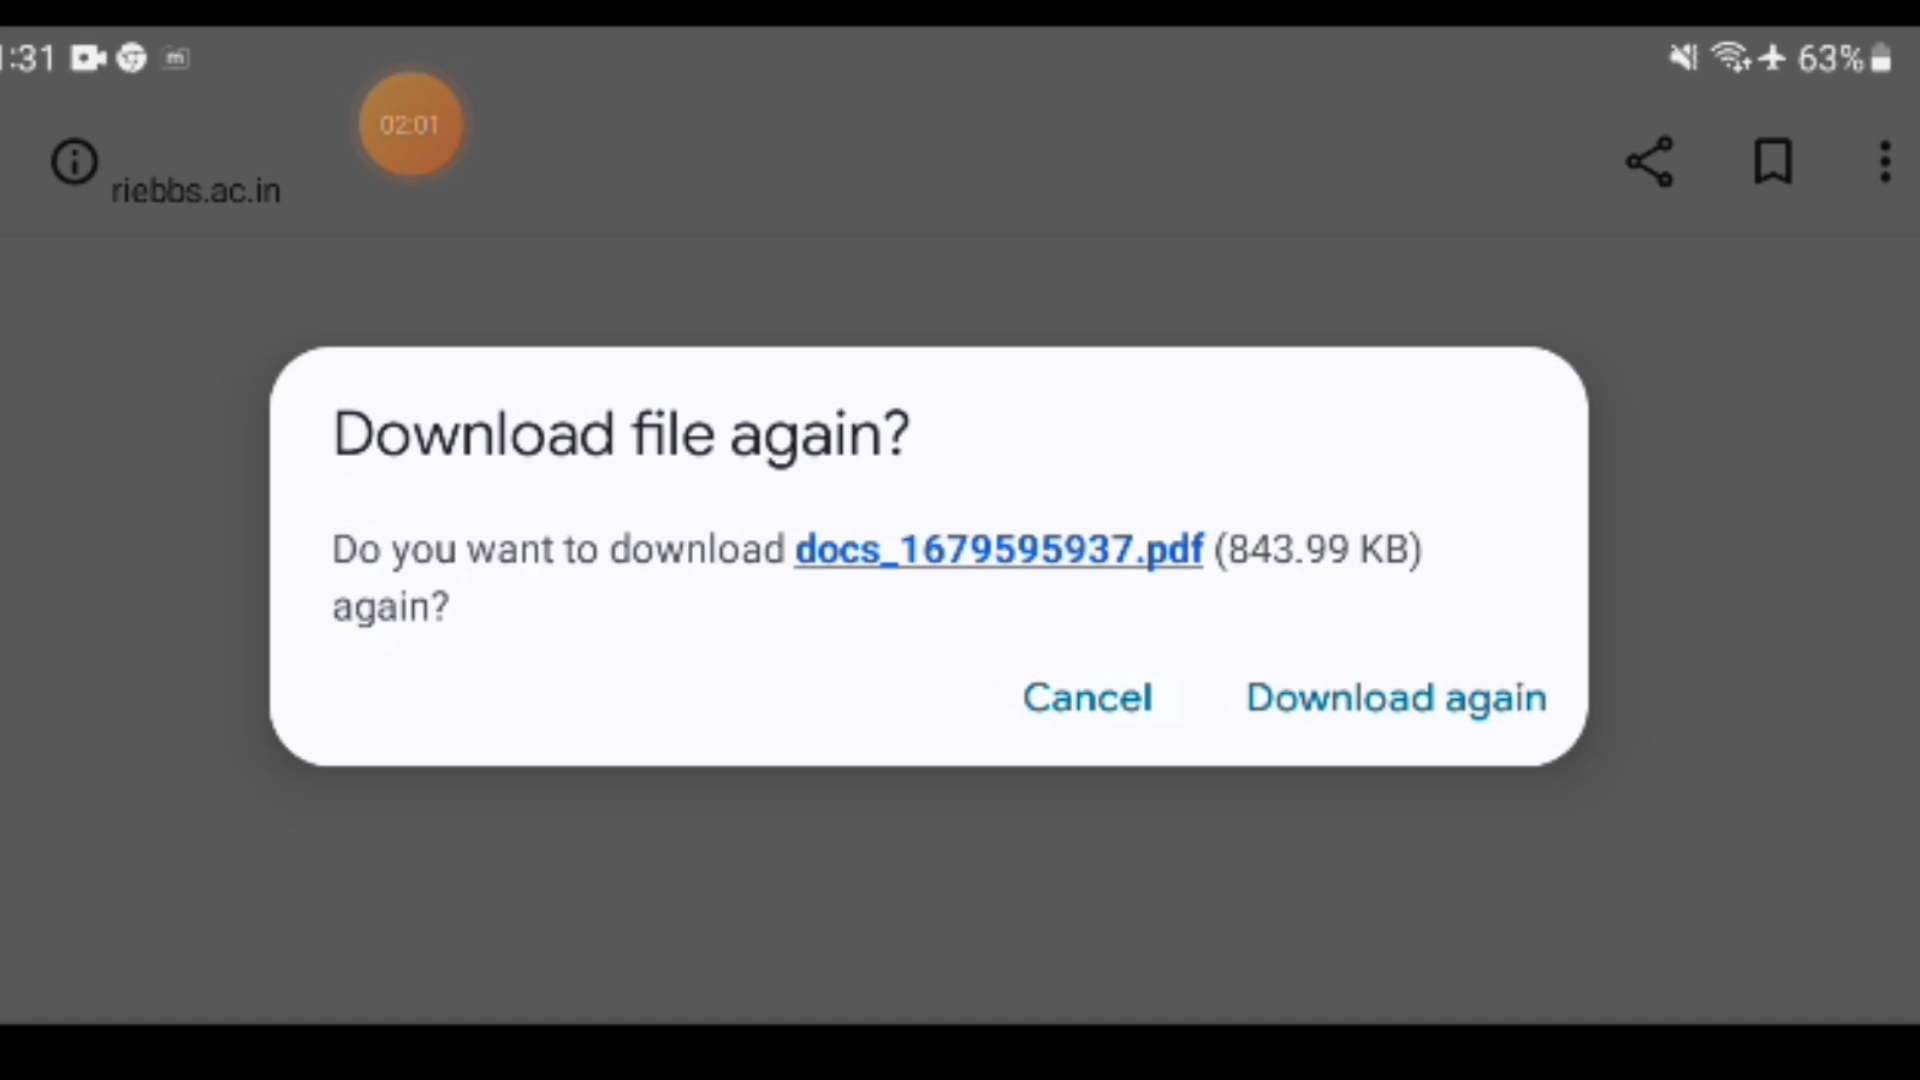 :31 63%
02:01
riebbs.ac.in
Download file again?
Do you want to download docs_1679595937.pdf (843.99 KB)
again?
Cancel Download again